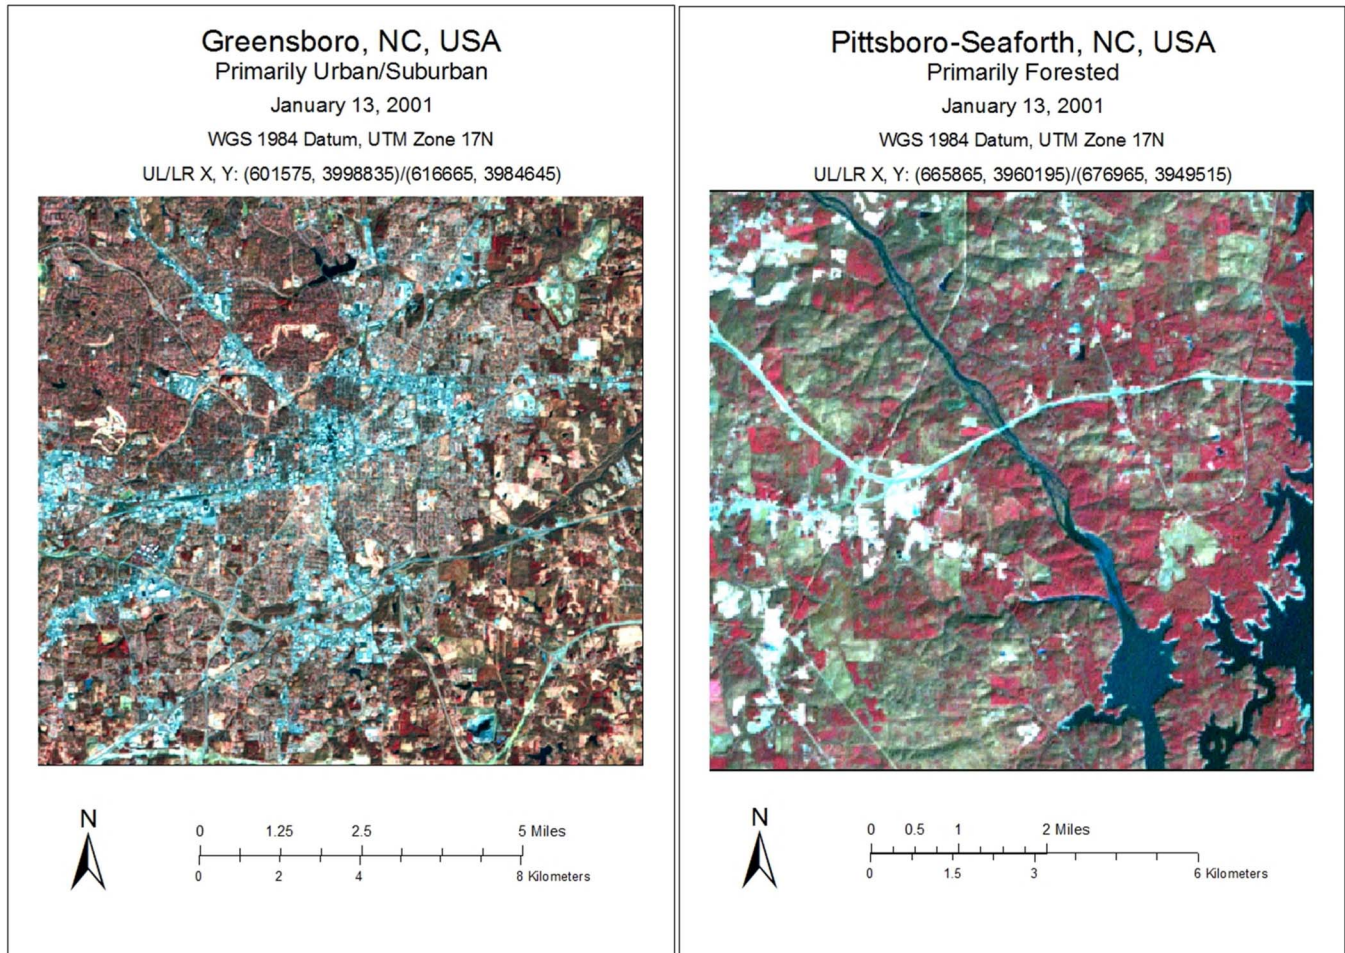 Greensboro, NC, USA
Primarily Urban/Suburban
January 13, 2001
WGS 1984 Datum, UTM Zone 17N
UL/LR X, Y: (601575, 3998835)/(616665, 3984645)
N
0 1.25 2.5 5 Miles
0 2 4 8 Kilometers
Pittsboro-Seaforth, NC, USA
Primarily Forested
January 13, 2001
WGS 1984 Datum, UTM Zone 17N
UL/LR X, Y: (665865, 3960195)/(676965, 3949515)
N
0 0.5 1 2 Miles
0 1.5 3 6 Kilometers